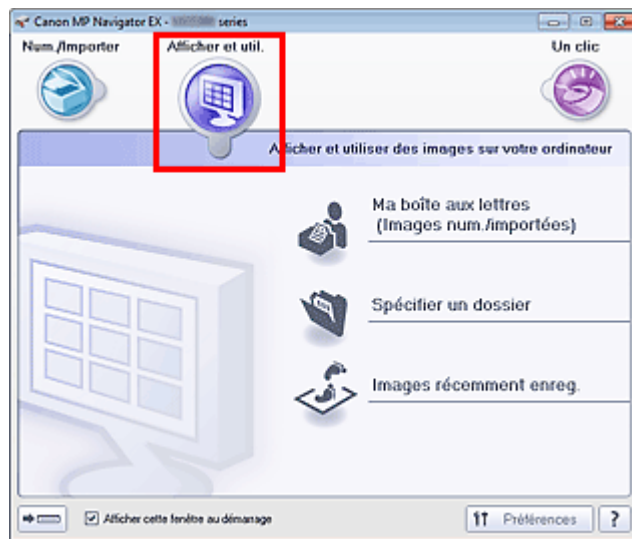 Canon MP Navigator EX - series
Num./Importer
Afficher et util.
Un clic
Afficher et utiliser des images sur votre ordinateur
Ma boîte aux lettres
(Images num./importées)
Spécifier un dossier
Images récemment enreg.
Afficher cette fenêtre au démarrage
Préférences
?